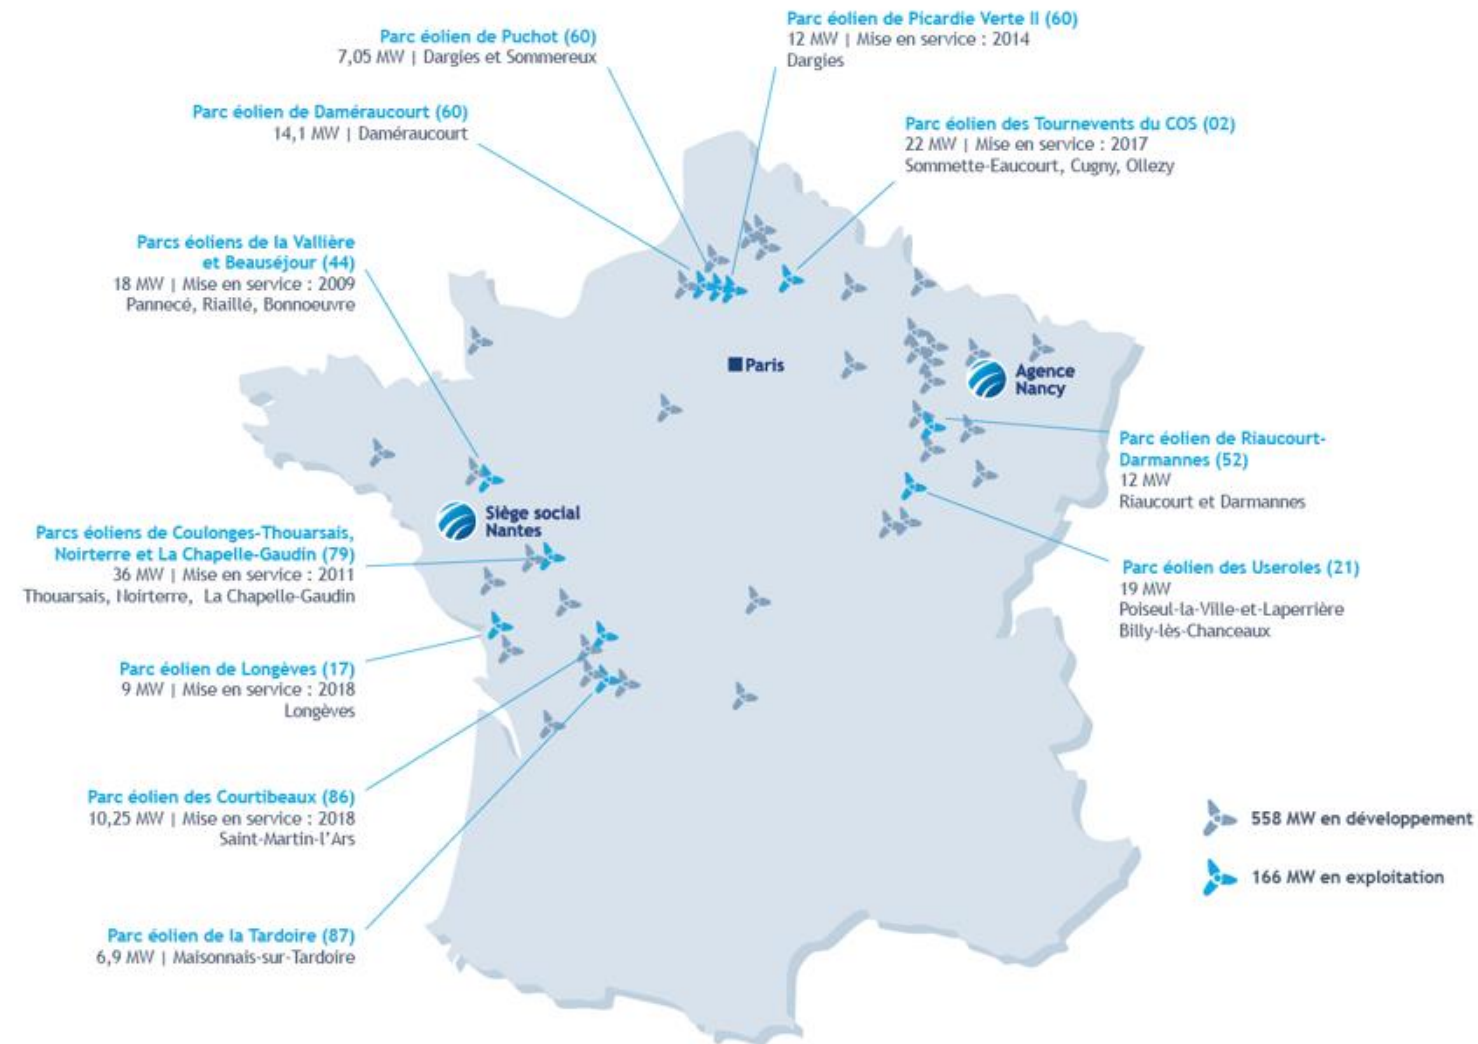 Parc éolien de Puchot (60)
7,05 MW | Dargies et Sommereux
Parc éolien de Picardie Verte II (60)
12 MW | Mise en service : 2014
Dargies
Parc éolien de Daméraucourt (60)
14,1 MW | Daméraucourt
Parc éolien des Tournevents du COS (02)
22 MW | Mise en service : 2017
Sommette-Eaucourt, Cugny, Ollezy
Parcs éoliens de la Vallière
et Beauséjour (44)
18 MW | Mise en service : 2009
Pannecé, Riaillé, Bonnoeuvre
Paris
Agence
Nancy
Parc éolien de Riaucourt-
Darmannes (52)
12 MW
Riaucourt et Darmannes
Siège social
Nantes
Parcs éoliens de Coulonges-Thouarsais,
Noirterre et La Chapelle-Gaudin (79)
36 MW | Mise en service : 2011
Thouarsais, Noirterre, La Chapelle-Gaudin
Parc éolien des Useroles (21)
19 MW
Poiseul-la-Ville-et-Laperrière
Billy-lès-Chanceaux
Parc éolien de Longèves (17)
9 MW | Mise en service : 2018
Longèves
Parc éolien des Courtibeaux (86)
10,25 MW | Mise en service : 2018
Saint-Martin-l'Ars
558 MW en développement
166 MW en exploitation
Parc éolien de la Tardoire (87)
6,9 MW | Maisonnais-sur-Tardoire